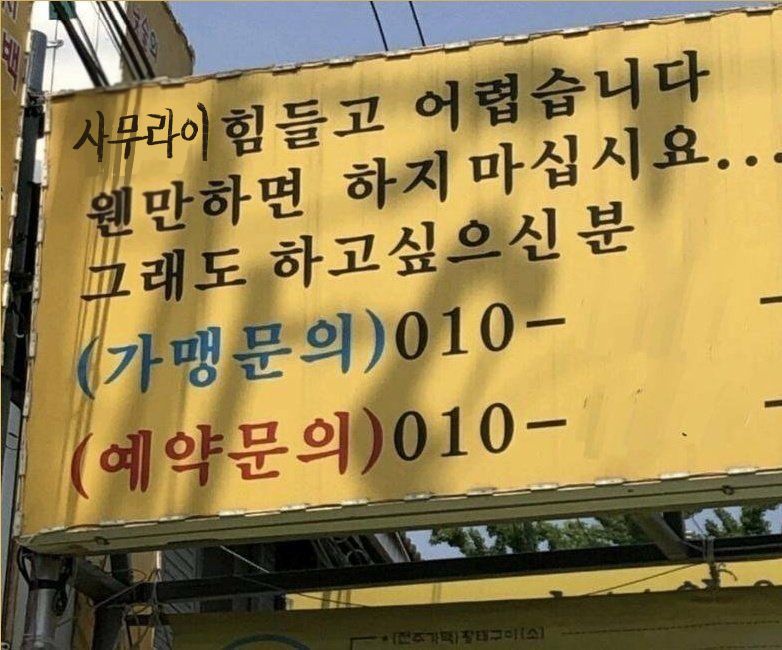 사무라이 힘들고 어렵습니다
웬만하면 하지마십시요...
그래도 하고싶으신분
(가맹문의)010- -
(예약문의)010- -